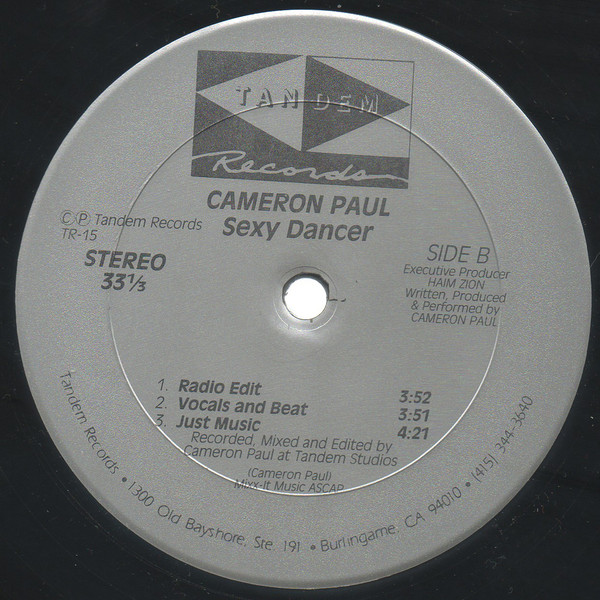 TANDEM
Records
CAMERON PAUL
Sexy Dancer
Ⓒ Ⓟ Tandem Records
TR-15
STEREO
33⅓
SIDE B
Executive Producer
HAIM ZION
Written, Produced
& Performed by
CAMERON PAUL
1. Radio Edit 3:52
2. Vocals and Beat 3:51
3. Just Music 4:21
Recorded, Mixed and Edited by
Cameron Paul at Tandem Studios
(Cameron Paul)
Mixx-It Music ASCAP
Tandem Records • 1300 Old Bayshore, Ste. 191 • Burlingame, CA 94010 • (415) 344-3640